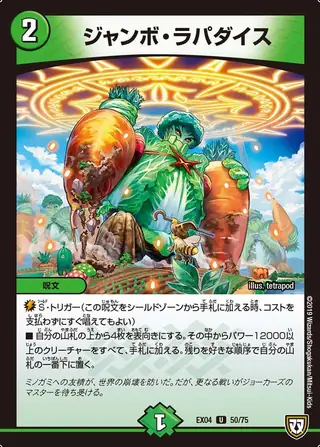 2
ジャンボ・ラパダイス
illus. tetrapod
呪文
©2019 Wizards/Shogakukan/Mitsui-Kids
S・トリガー(この呪文をシールドゾーンから手札に加える時、コストを
支払わずにすぐ唱えてもよい)
■自分の山札の上から4枚を表向きにする。その中からパワー12000以
上のクリーチャーをすべて、手札に加える。残りを好きな順序で自分の山
札の一番下に置く。
ミノガミへの友情が、世界の崩壊を防いだ。だが、更なる戦いがジョーカーズの
マスターを待ち受ける。
1
EX04 U 50/75